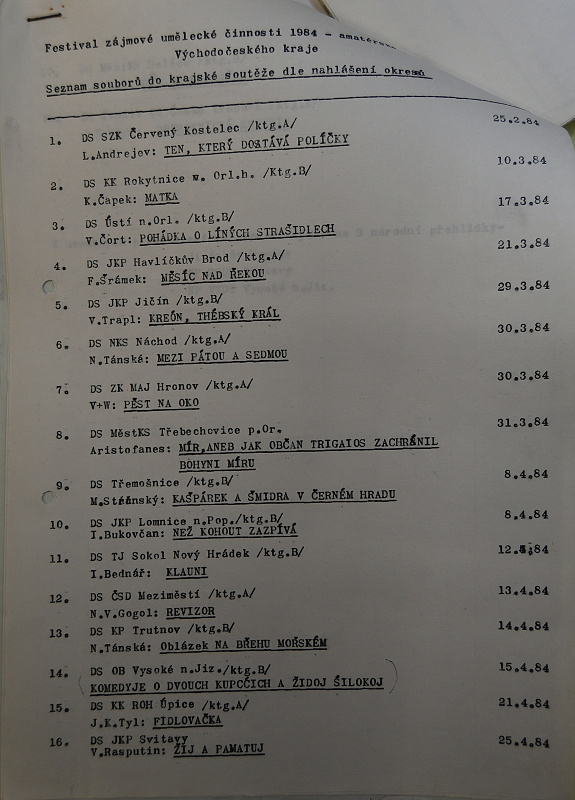 Festival zájmové umělecké činnosti 1984 -
Východočeského kraje
Seznam souborů do krajské soutěže dle nahlášení okresů
1. DS SZK Červený Kostelec /ktg.A/ 25.2.84
L.Andrejev: TEN, KTERÝ DOSTÁVÁ POLÍČKY
2. DS KK Rokytnice v. Orl.h. /Ktg.B/ 10.3.84
K.Čapek: MATKA
3. DS Ústí n.Orl. /ktg.B/ 17.3.84
V.Čort: POHÁDKA O LÍNÝCH STRAŠIDLECH
4. DS JKP Havlíčkův Brod /ktg.A/ 21.3.84
F.Šrámek: MĚSÍC NAD ŘEKOU
5. DS JKP Jičín /ktg.B/ 29.3.84
V.Trapl: KREÓN, THÉBSKÝ KRÁL
6. DS NKS Náchod /ktg.A/ 30.3.84
N.Tánská: MEZI PÁTOU A SEDMOU
7. DS ZK MAJ Hronov /ktg.A/ 30.3.84
V+W: PĚST NA OKO
8. DS MěstKS Třebechovice p.Or. 31.3.84
Aristofanes: MÍR,ANEB JAK OBČAN TRIGAIOS ZACHRÁNIL
BOHYNI MÍRU
9. DS Třemošnice /ktg.B/ 8.4.84
M.Stránský: KAŠPÁREK A ŠMIDRA V ČERNÉM HRADU
10. DS JKP Lomnice n.Pop./ktg.B/ 8.4.84
I.Bukovčan: NEŽ KOHOUT ZAZPÍVÁ
11. DS TJ Sokol Nový Hrádek /ktg.B/ 12.4.84
I.Bednář: KLAUNI
12. DS ČSD Meziměstí /ktg.A/ 13.4.84
N.V.Gogol: REVIZOR
13. DS KP Trutnov /ktg.B/ 14.4.84
N.Tánská: Oblázek NA BŘEHU MOŘSKÉM
14. DS OB Vysoké n.Jiz./ktg.B/ 15.4.84
KOMEDYJE O DVOUCH KUPCČICH A ŽIDOJ ŠILOKOJ
15. DS KK ROH Úpice /ktg.A/ 21.4.84
J.K.Tyl: FIDLOVAČKA
16. DS JKP Svitavy 25.4.84
V.Rasputin: ŽIJ A PAMATUJ